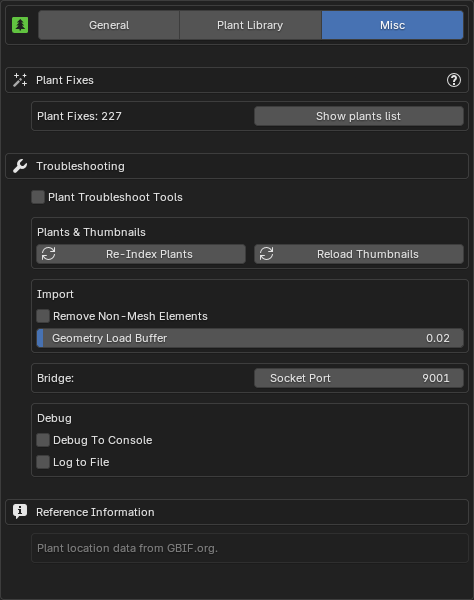 General Plant Library Misc
Plant Fixes
Plant Fixes: 227 Show plants list
Troubleshooting
Plant Troubleshoot Tools
Plants & Thumbnails
Re-Index Plants Reload Thumbnails
Import
Remove Non-Mesh Elements
Geometry Load Buffer 0.02
Bridge: Socket Port 9001
Debug
Debug To Console
Log to File
Reference Information
Plant location data from GBIF.org.